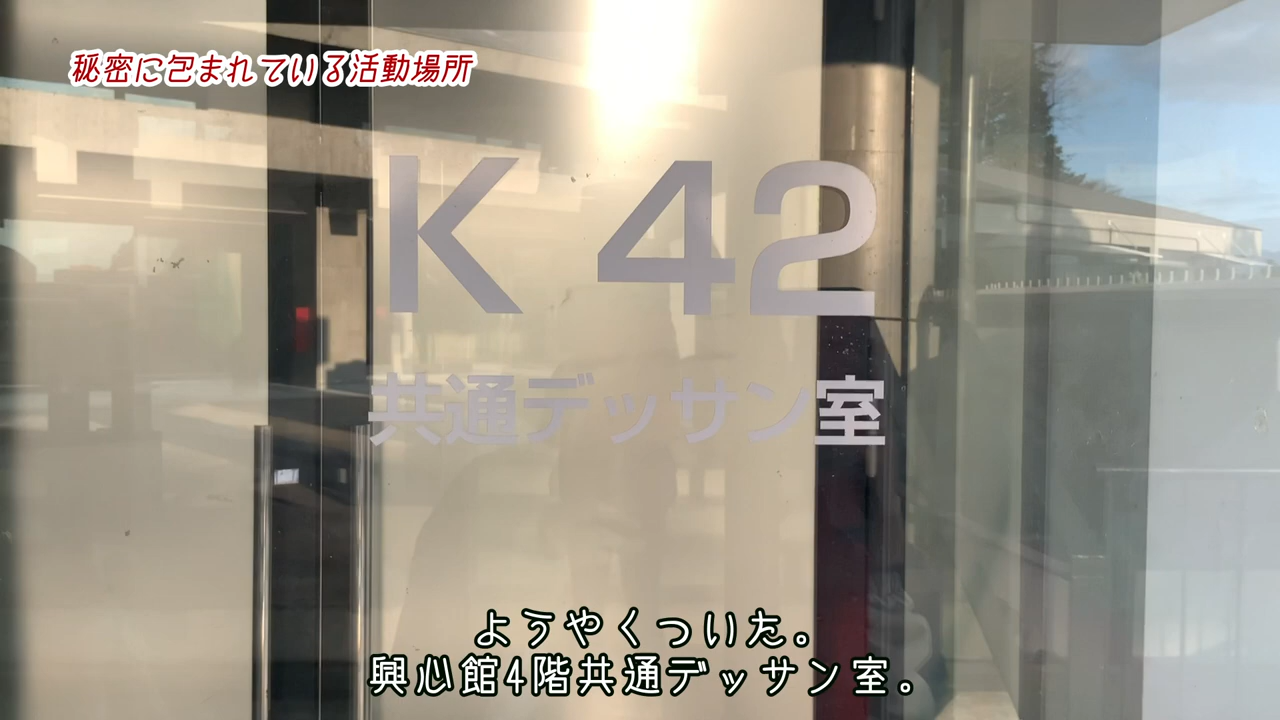 秘密に包まれている活動場所
K 42
共通デッサン室
ようやくついた。
興心館4階共通デッサン室。